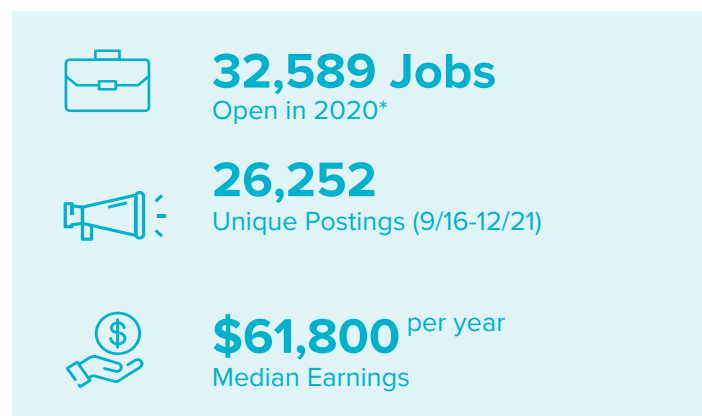 32,589 Jobs
Open in 2020*
26,252
Unique Postings (9/16-12/21)
$61,800 per year
Median Earnings